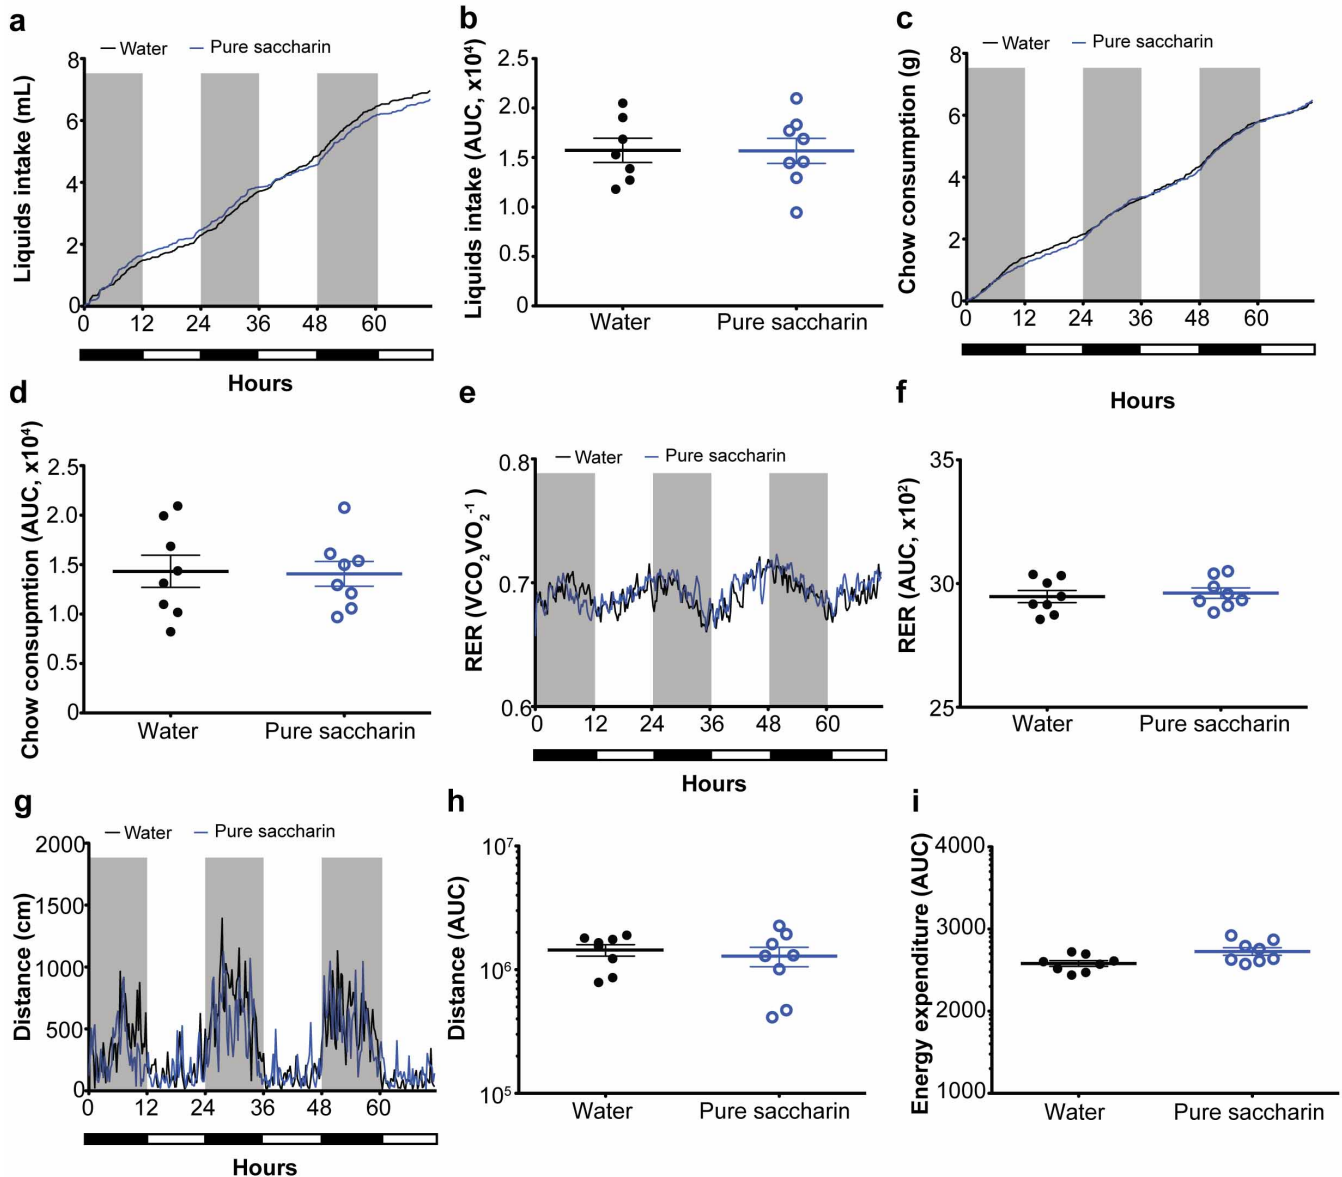 a
Water Pure saccharin
Liquids intake (mL)
8
6
4
2
0
0 12 24 36 48 60
Hours
b
Liquids intake (AUC, x10⁴)
2.5
2.0
1.5
1.0
0.5
0
Water Pure saccharin
c
Water Pure saccharin
Chow consumption (g)
8
6
4
2
0
0 12 24 36 48 60
Hours
d
Chow consupmtion (AUC, x10⁴)
2.5
2.0
1.5
1.0
0.5
0
Water Pure saccharin
e
Water Pure saccharin
RER (VCO₂VO₂⁻¹ )
0.8
0.7
0.6
0 12 24 36 48 60
Hours
f
RER (AUC, x10²)
35
30
25
Water Pure saccharin
g
Water Pure saccharin
Distance (cm)
2000
1500
1000
500
0
0 12 24 36 48 60
Hours
h
Distance (AUC)
10⁷
10⁶
10⁵
Water Pure saccharin
i
Energy expenditure (AUC)
4000
3000
2000
1000
Water Pure saccharin